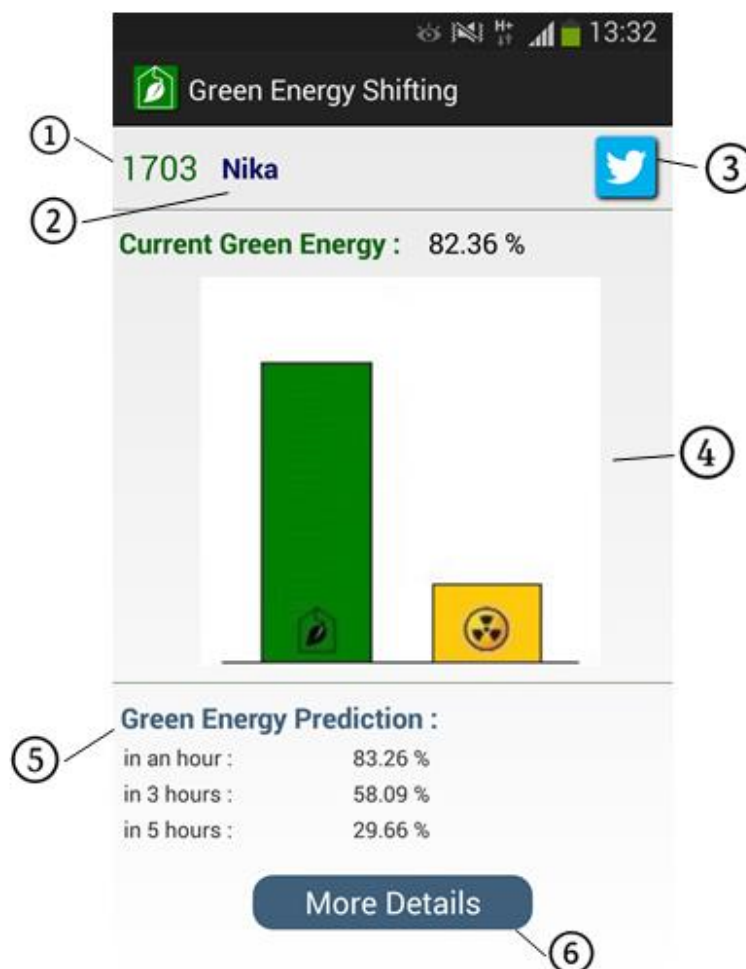 H+ 13:32
Green Energy Shifting
① 1703 Nika ③
②
Current Green Energy : 82.36 %
④
Green Energy Prediction :
⑤ in an hour : 83.26 %
in 3 hours : 58.09 %
in 5 hours : 29.66 %
More Details
⑥